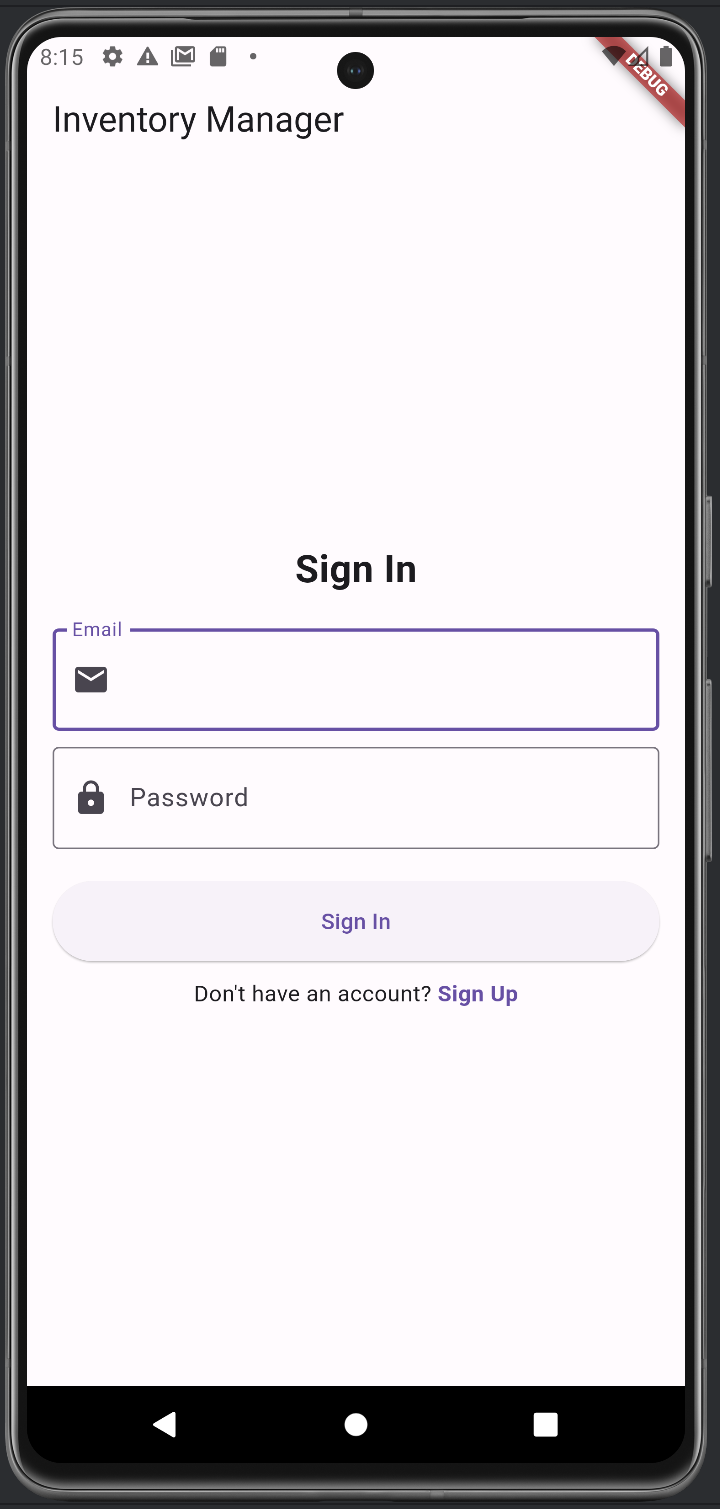 8:15
DEBUG
Inventory Manager
Sign In
Email
Password
Sign In
Don't have an account? Sign Up